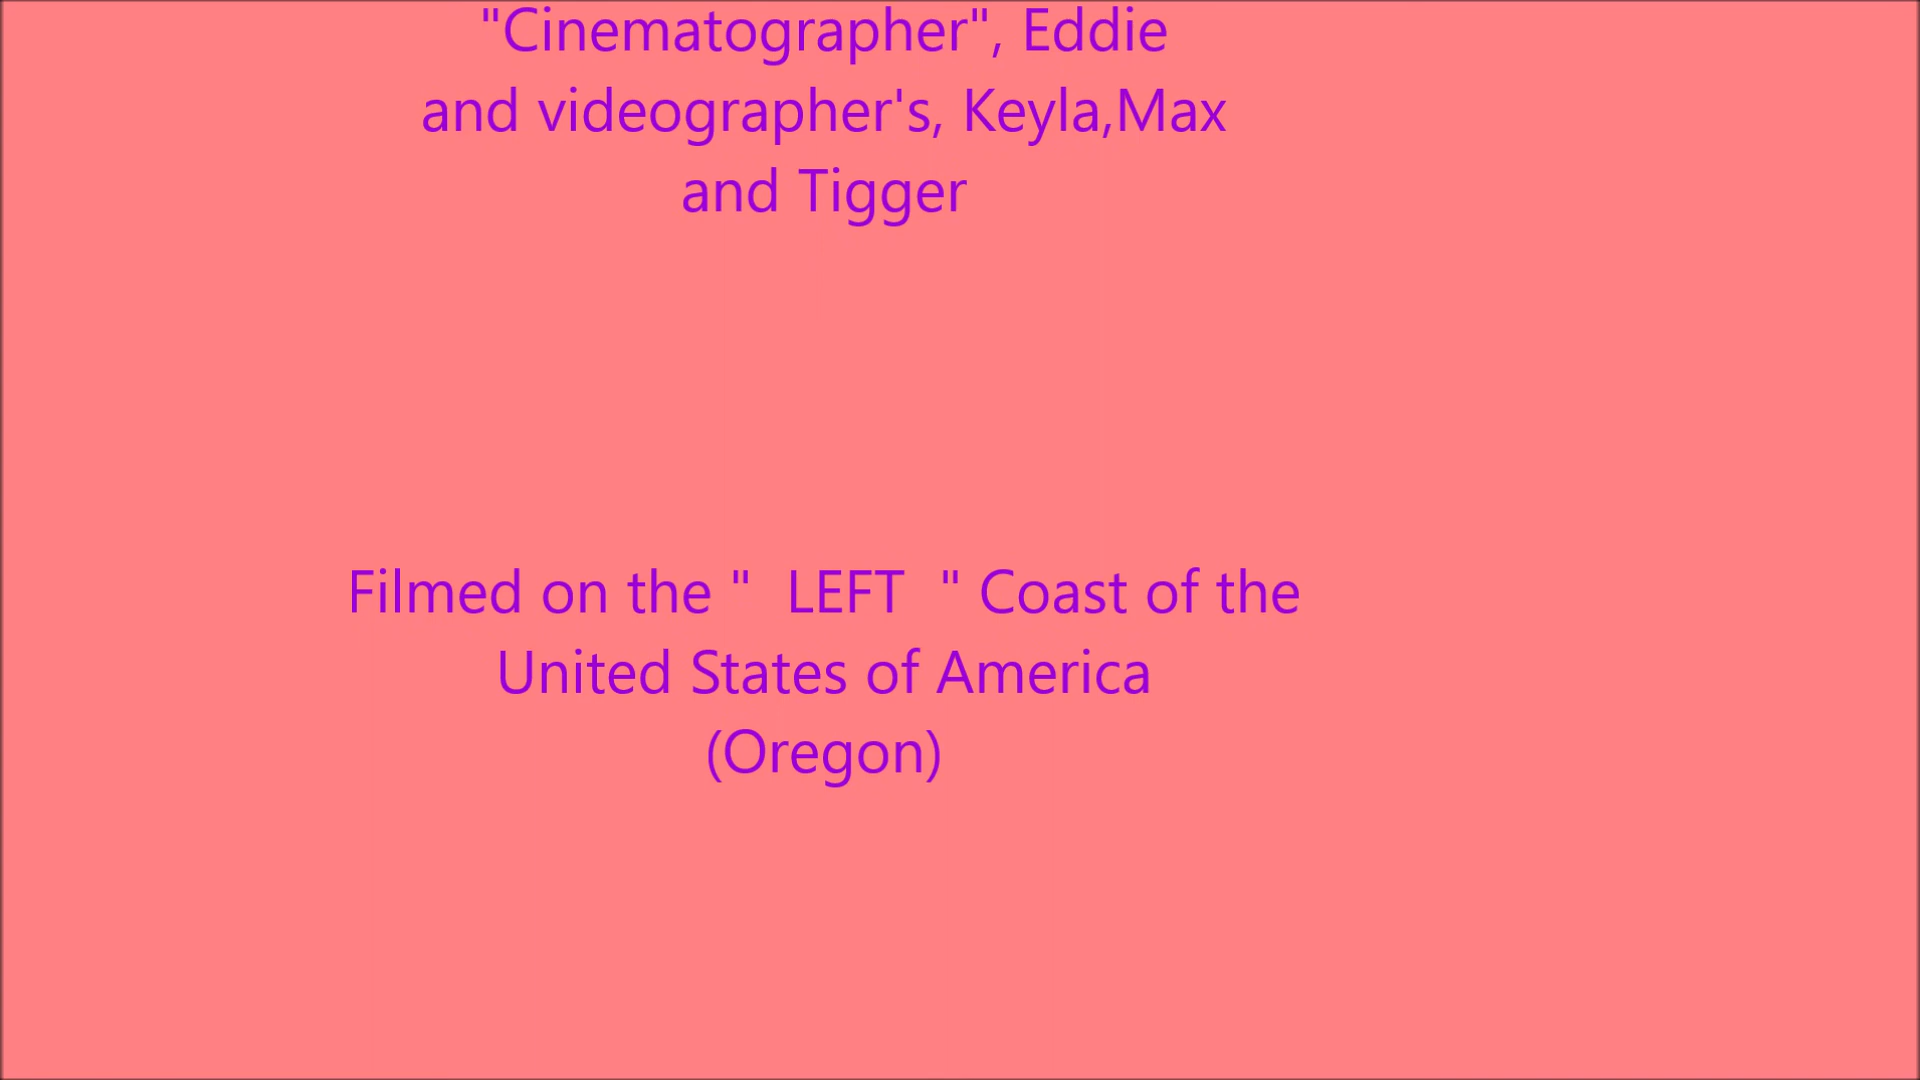 "Cinematographer", Eddie
and videographer's, Keyla,Max
and Tigger
Filmed on the "  LEFT  " Coast of the
United States of America
(Oregon)